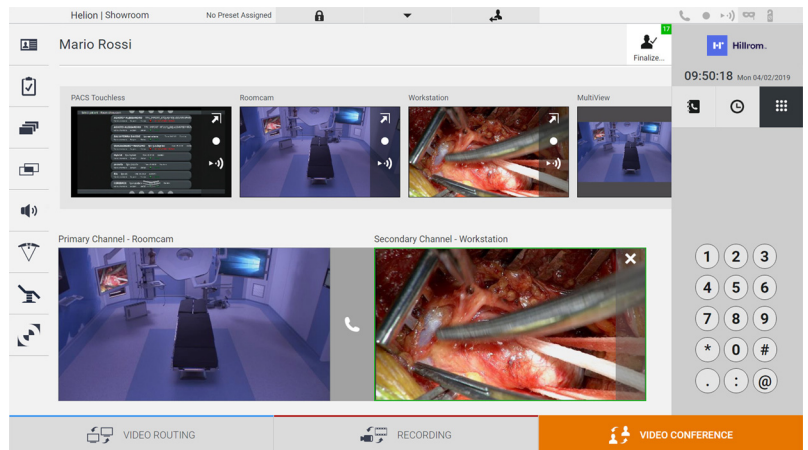 Helion | Showroom
No Preset Assigned
Mario Rossi
17
Finalize...
Hillrom.
09:50:18 Mon 04/02/2019
PACS Touchless
Roomcam
Workstation
MultiView
Primary Channel - Roomcam
Secondary Channel - Workstation
1 2 3
4 5 6
7 8 9
* 0 #
. : @
VIDEO ROUTING
RECORDING
VIDEO CONFERENCE